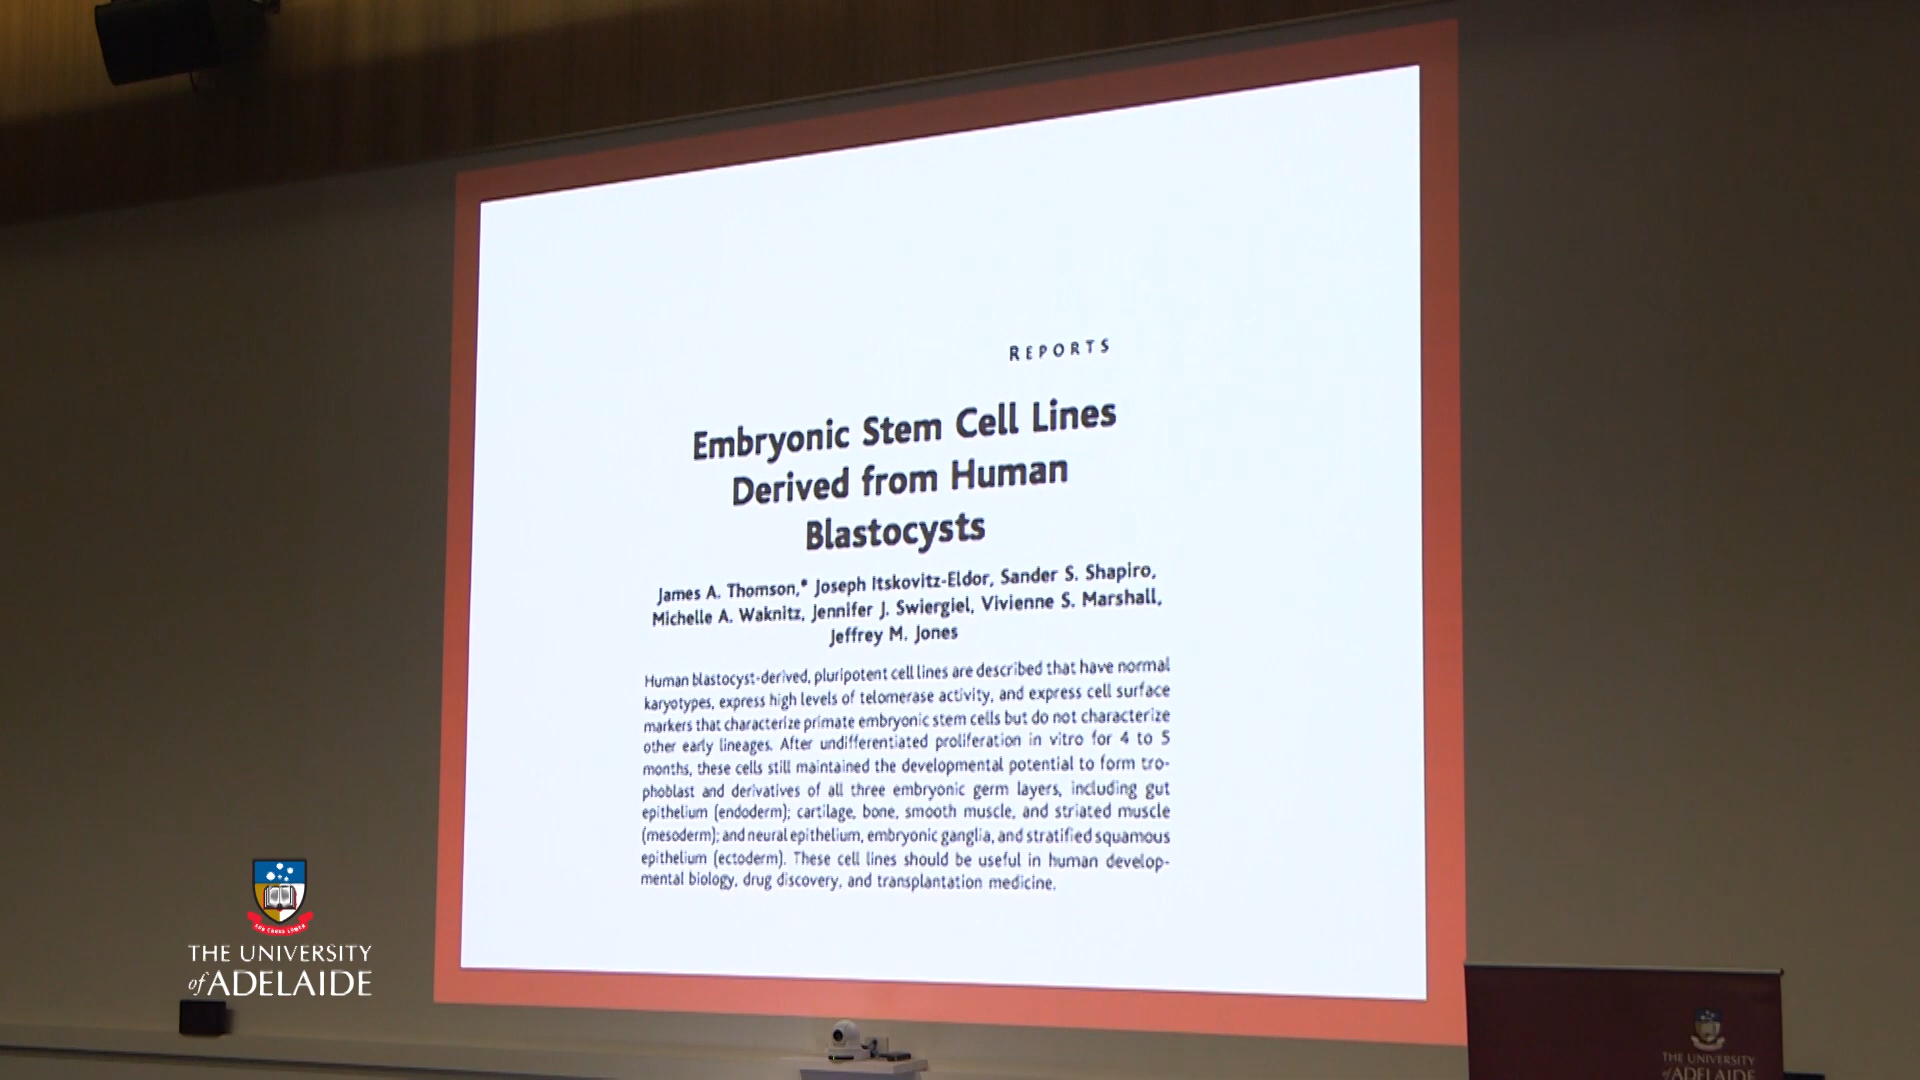 REPORTS
Embryonic Stem Cell Lines
Derived from Human
Blastocysts
James A. Thomson,* Joseph Itskovitz-Eldor, Sander S. Shapiro,
Michelle A. Waknitz, Jennifer J. Swiergiel, Vivienne S. Marshall,
Jeffrey M. Jones
Human blastocyst-derived, pluripotent cell lines are described that have normal
karyotypes, express high levels of telomerase activity, and express cell surface
markers that characterize primate embryonic stem cells but do not characterize
other early lineages. After undifferentiated proliferation in vitro for 4 to 5
months, these cells still maintained the developmental potential to form tro-
phoblast and derivatives of all three embryonic germ layers, including gut
epithelium (endoderm); cartilage, bone, smooth muscle, and striated muscle
(mesoderm); and neural epithelium, embryonic ganglia, and stratified squamous
epithelium (ectoderm). These cell lines should be useful in human develop-
mental biology, drug discovery, and transplantation medicine.
THE UNIVERSITY
of ADELAIDE
THE UNIVERSITY
of ADELAIDE